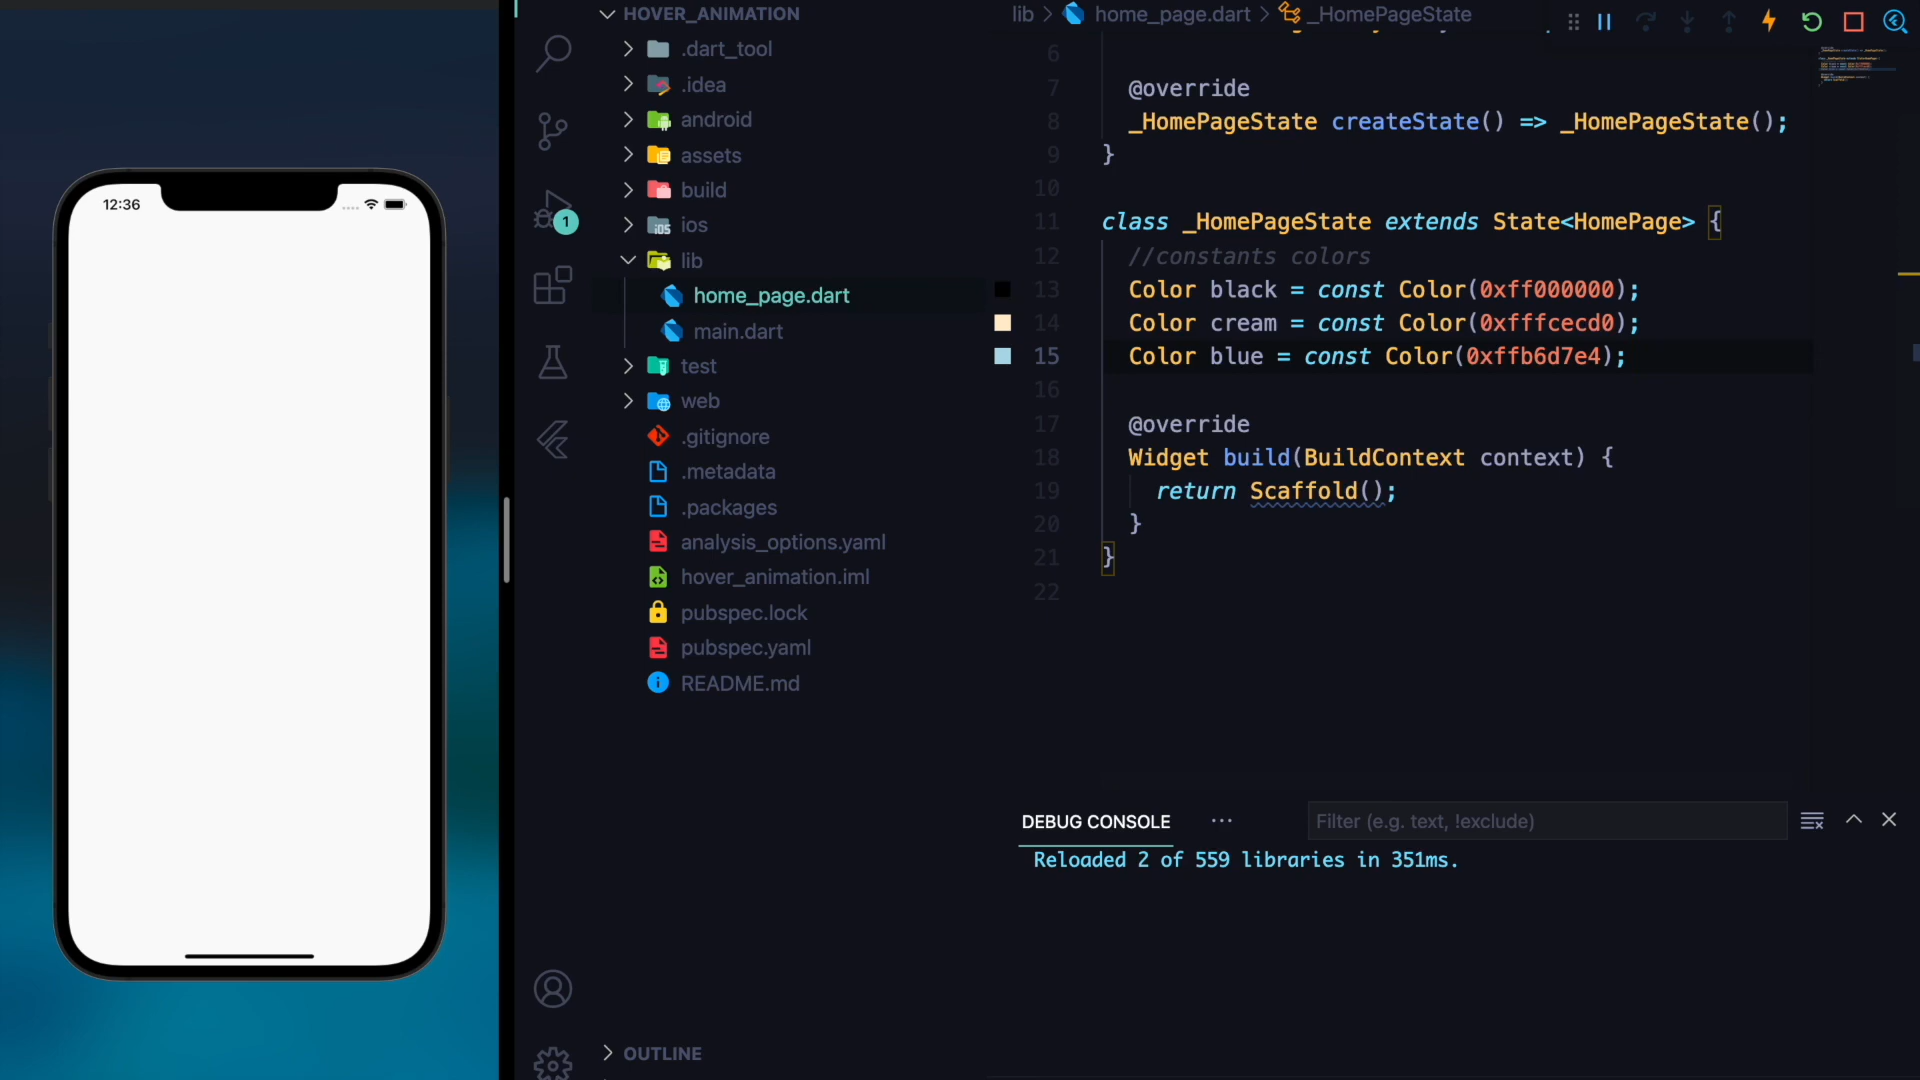 12:36
HOVER_ANIMATION
.dart_tool
.idea
android
assets
build
ios
lib
home_page.dart
main.dart
test
web
.gitignore
.metadata
.packages
analysis_options.yaml
hover_animation.iml
pubspec.lock
pubspec.yaml
README.md
OUTLINE
1
iOS
lib > home_page.dart > _HomePageState
6
7 @override
8 _HomePageState createState() => _HomePageState();
9 }
10
11 class _HomePageState extends State<HomePage> {
12 //constants colors
13 Color black = const Color(0xff000000);
14 Color cream = const Color(0xfffcecd0);
15 Color blue = const Color(0xffb6d7e4);
16
17 @override
18 Widget build(BuildContext context) {
19 return Scaffold();
20 }
21 }
22
DEBUG CONSOLE ··· Filter (e.g. text, !exclude)
Reloaded 2 of 559 libraries in 351ms.